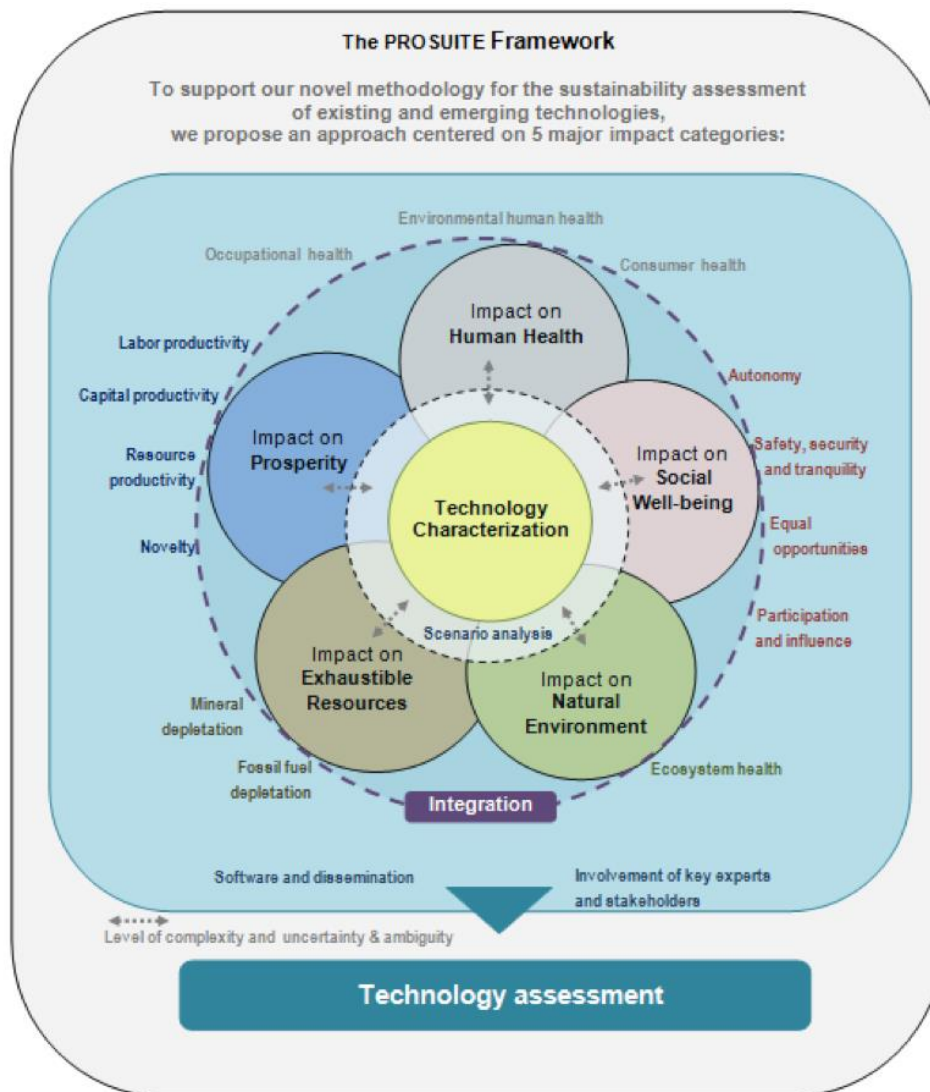 The PROSUITE Framework
To support our novel methodology for the sustainability assessment
of existing and emerging technologies,
we propose an approach centered on 5 major impact categories:
Environmental human health
Occupational health
Consumer health
Impact on
Human Health
Labor productivity
Capital productivity
Resource
productivity
Novelty
Impact on
Prosperity
Autonomy
Safety, security
and tranquility
Equal
opportunities
Participation
and influence
Impact on
Social
Well-being
Technology
Characterization
Scenario analysis
Impact on
Exhaustible
Resources
Impact on
Natural
Environment
Mineral
depletation
Fossil fuel
depletation
Ecosystem health
Integration
Software and dissemination
Involvement of key experts
and stakeholders
Level of complexity and uncertainty & ambiguity
Technology assessment